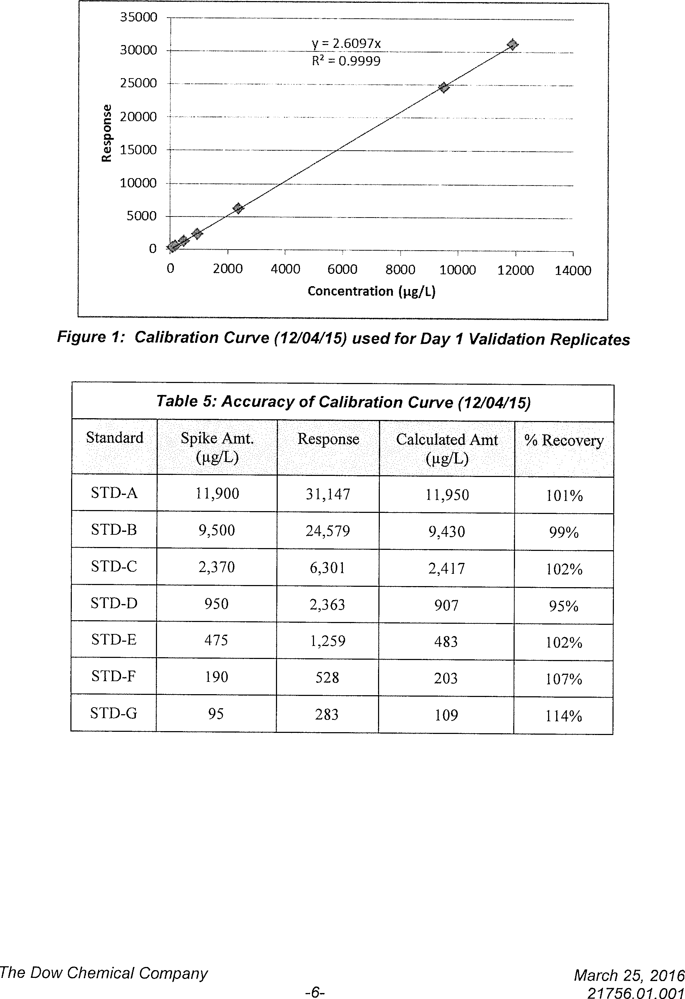 35000
30000
25000
20000
15000
10000
5000
0
Response
y = 2.6097x
R² = 0.9999
0 2000 4000 6000 8000 10000 12000 14000
Concentration (µg/L)
Figure 1: Calibration Curve (12/04/15) used for Day 1 Validation Replicates
Table 5: Accuracy of Calibration Curve (12/04/15)
Standard Spike Amt. Response Calculated Amt % Recovery
(µg/L) (µg/L)
STD-A 11,900 31,147 11,950 101%
STD-B 9,500 24,579 9,430 99%
STD-C 2,370 6,301 2,417 102%
STD-D 950 2,363 907 95%
STD-E 475 1,259 483 102%
STD-F 190 528 203 107%
STD-G 95 283 109 114%
The Dow Chemical Company March 25, 2016
-6- 21756.01.001